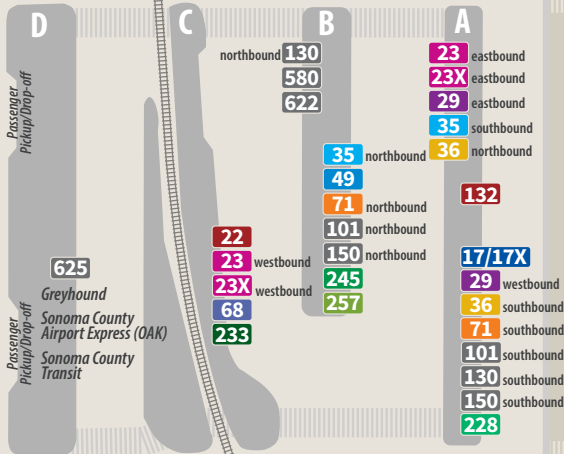 D
C
B
A
Passenger
Pickup/Drop-off
625
Greyhound
Sonoma County
Airport Express (OAK)
Sonoma County
Transit
Passenger
Pickup/Drop-off
22
23 westbound
23X westbound
68
233
northbound 130
580
622
35 northbound
49
71 northbound
101 northbound
150 northbound
245
257
23 eastbound
23X eastbound
29 eastbound
35 southbound
36 northbound
132
17/17X
29 westbound
36 southbound
71 southbound
101 southbound
130 southbound
150 southbound
228